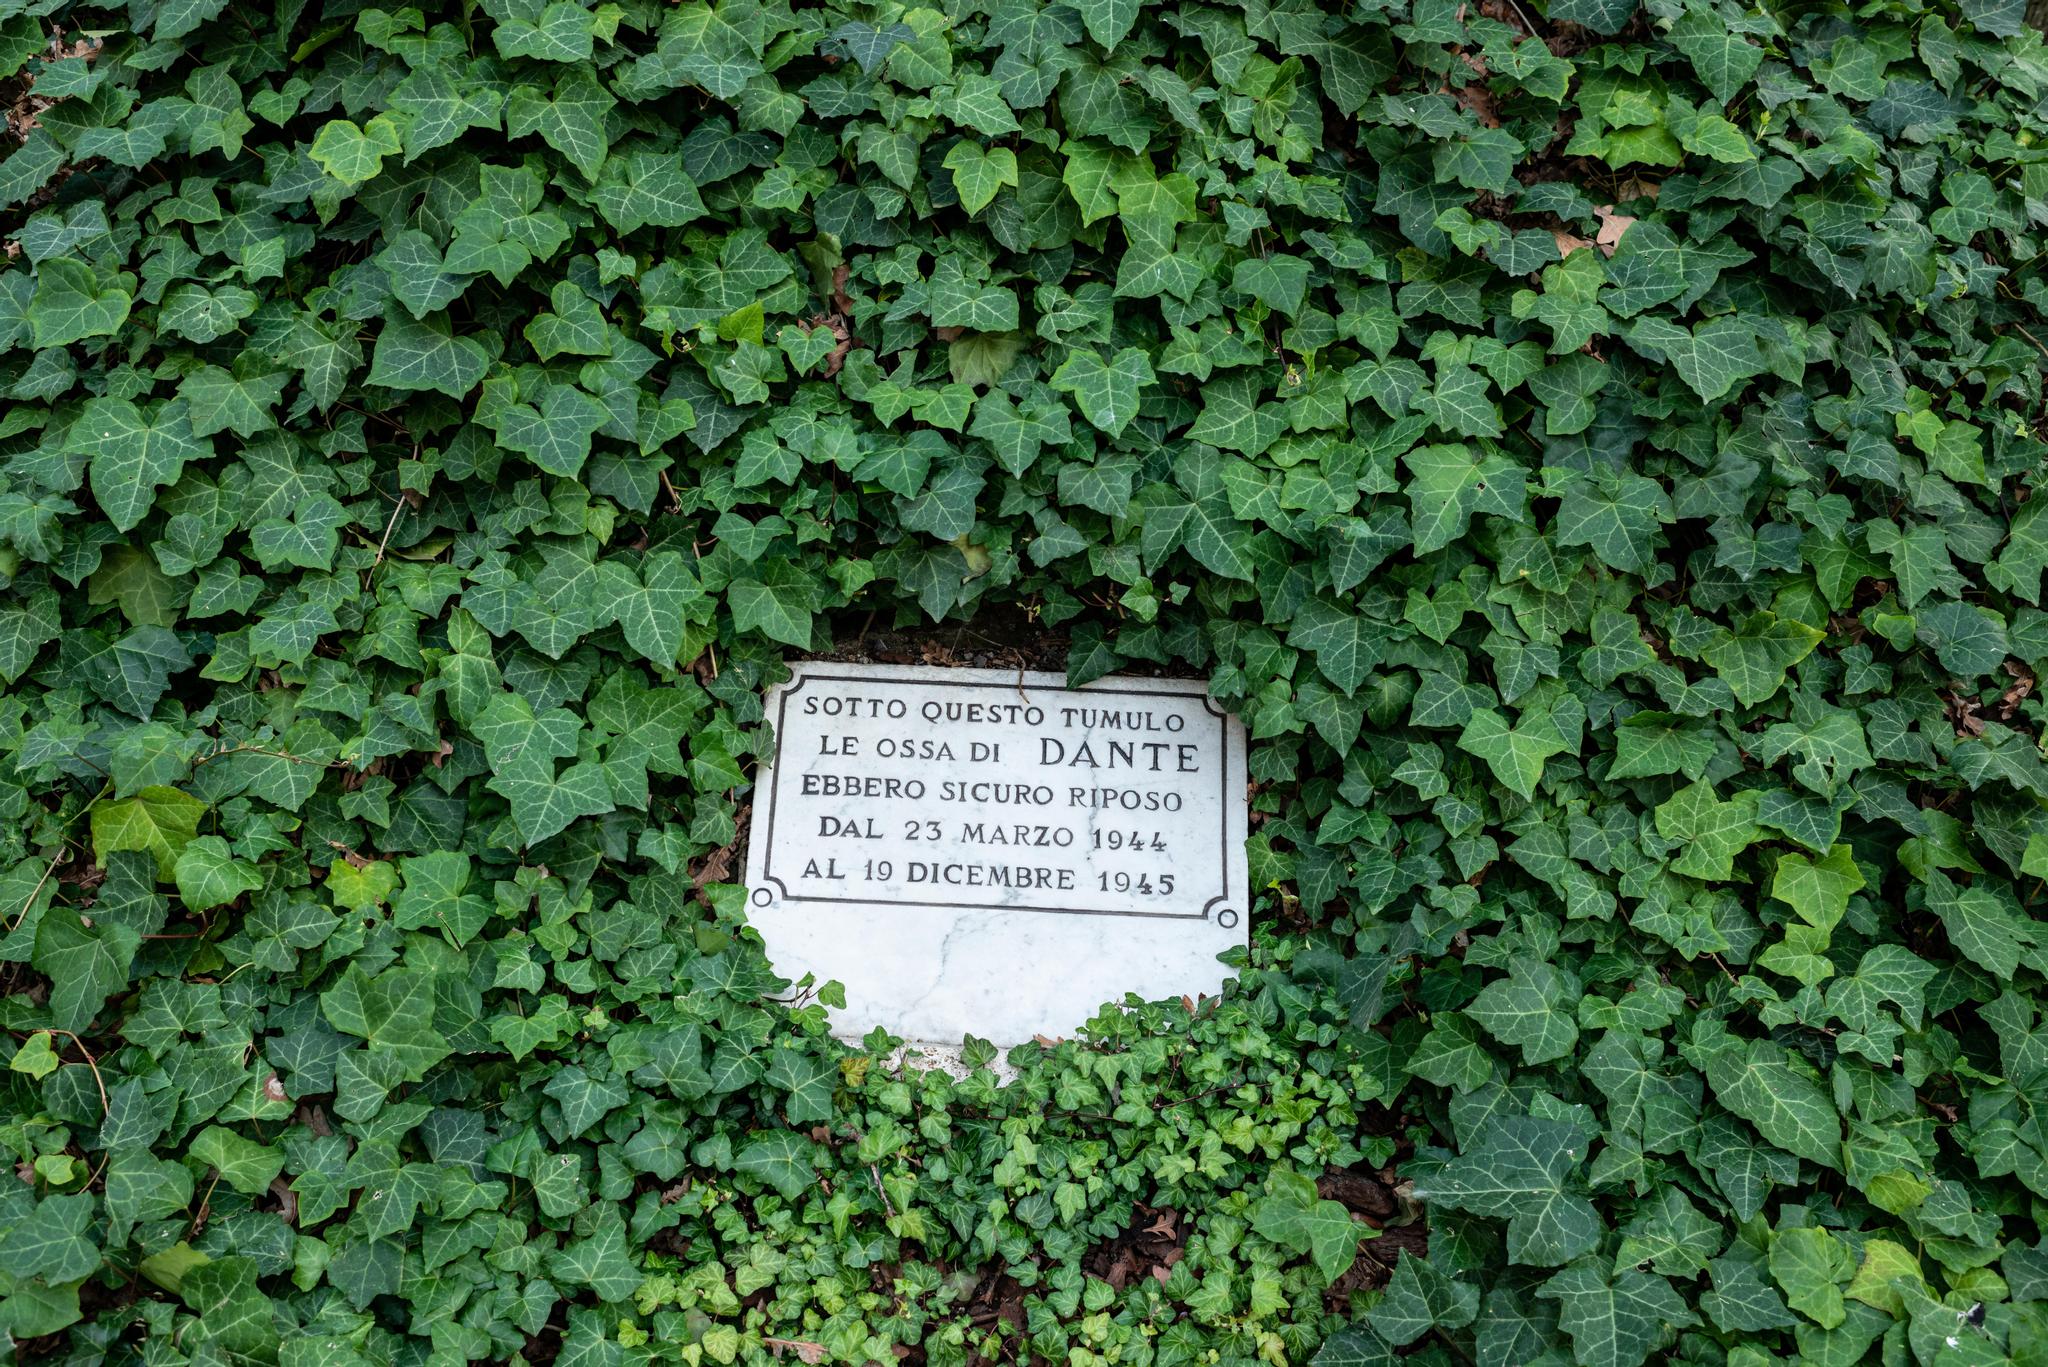 SOTTO QUESTO TUMULO
LE OSSA DI DANTE
EBBERO SICURO RIPOSO
DAL 23 MARZO 1944
AL 19 DICEMBRE 1945